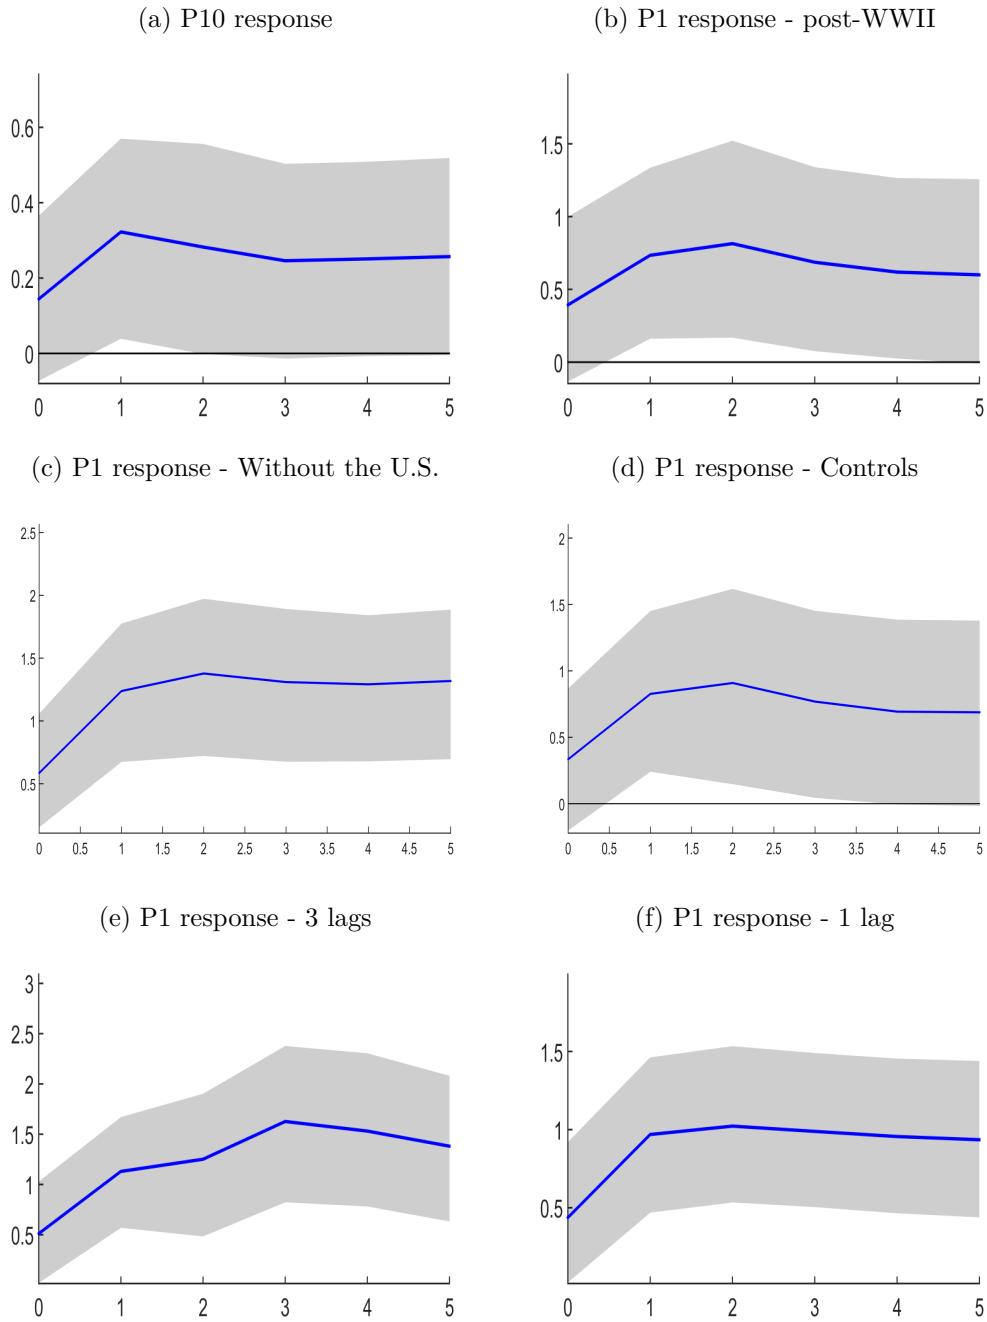 (a) P10 response
(b) P1 response - post-WWII
0.6
0.4
0.2
0
0 1 2 3 4 5
1.5
1
0.5
0
0 1 2 3 4 5
(c) P1 response - Without the U.S.
(d) P1 response - Controls
2.5
2
1.5
1
0.5
0 0.5 1 1.5 2 2.5 3 3.5 4 4.5 5
2
1.5
1
0.5
0
0 0.5 1 1.5 2 2.5 3 3.5 4 4.5 5
(e) P1 response - 3 lags
(f) P1 response - 1 lag
3
2.5
2
1.5
1
0.5
0 1 2 3 4 5
1.5
1
0.5
0 1 2 3 4 5